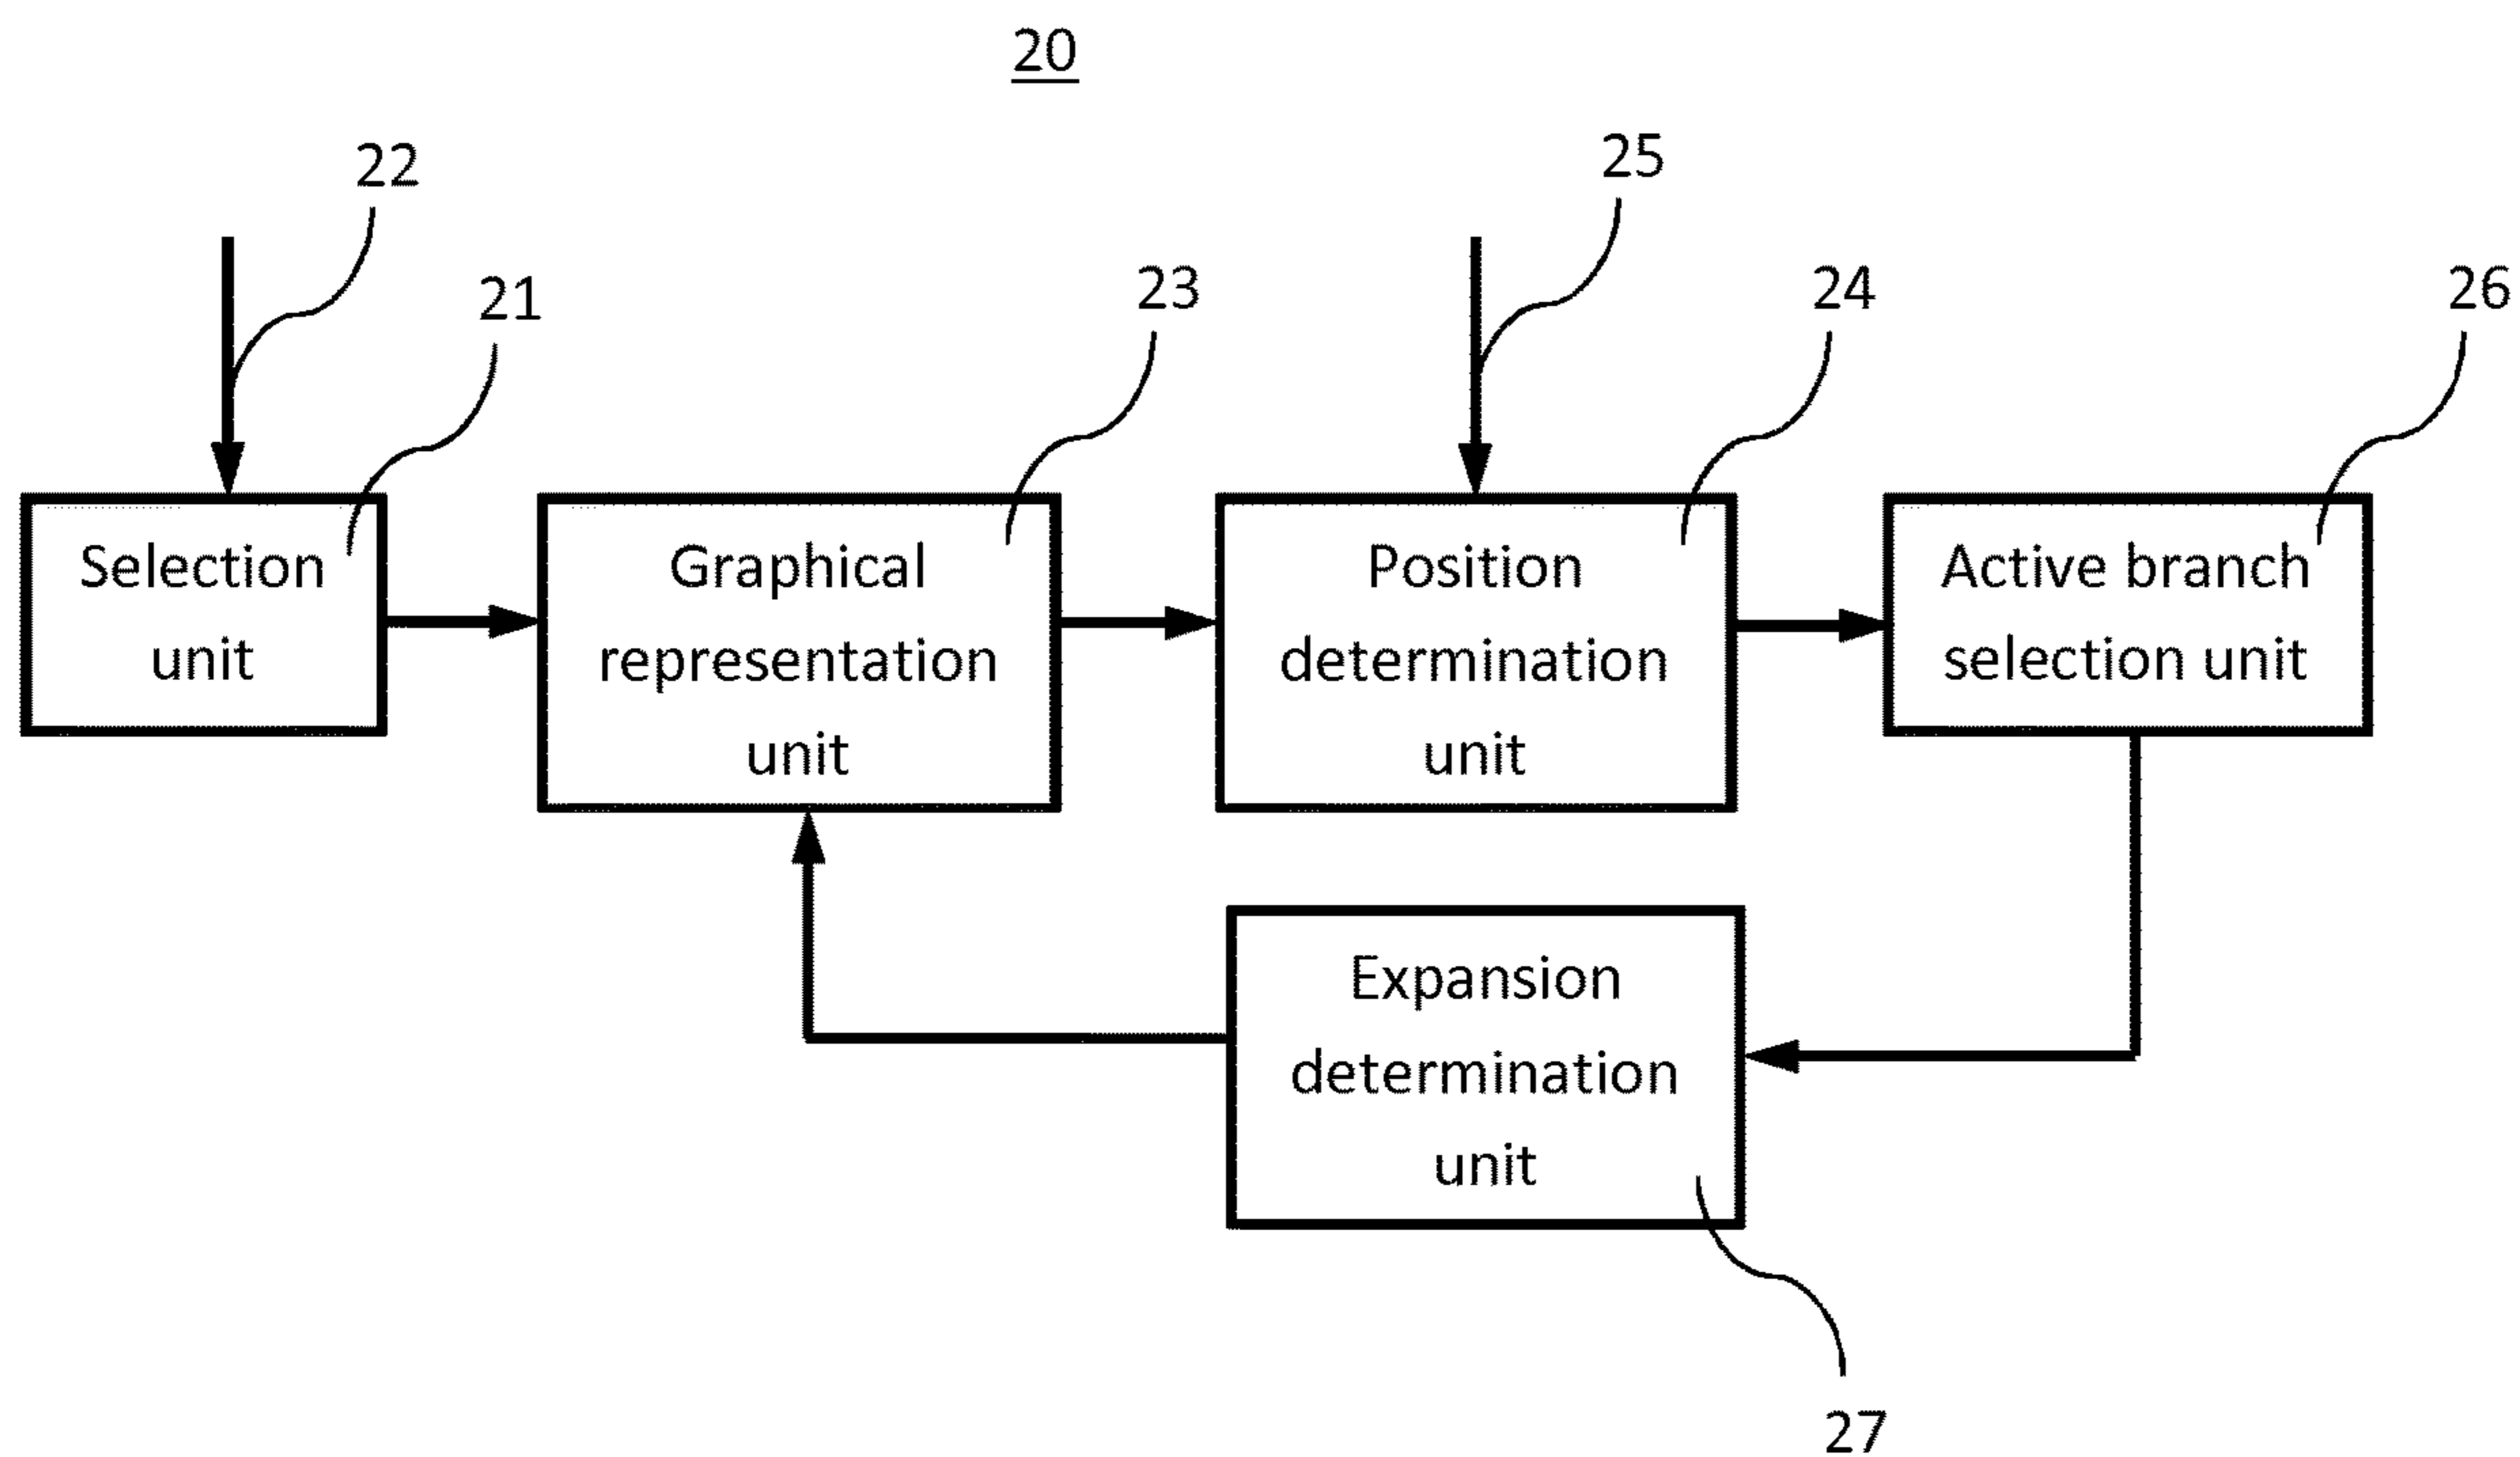 20
22
25
21
23
24
26
Selection
unit
Graphical
representation
unit
Position
determination
unit
Active branch
selection unit
Expansion
determination
unit
27